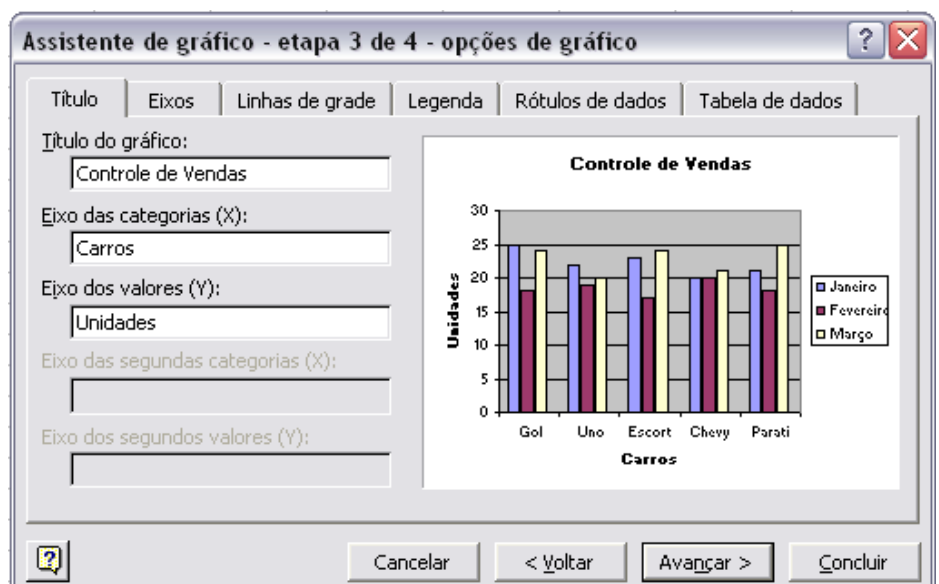 Assistente de gráfico - etapa 3 de 4 - opções de gráfico
?
Título Eixos Linhas de grade Legenda Rótulos de dados Tabela de dados
Título do gráfico:
Controle de Vendas
Eixo das categorias (X):
Carros
Eixo dos valores (Y):
Unidades
Eixo das segundas categorias (X):
Eixo dos segundos valores (Y):
Controle de Vendas
30
25
20
15
10
5
0
Unidades
Gol Uno Escort Chevy Parati
Carros
Janeiro
Fevereiro
Março
?
Cancelar < Voltar Avançar > Concluir